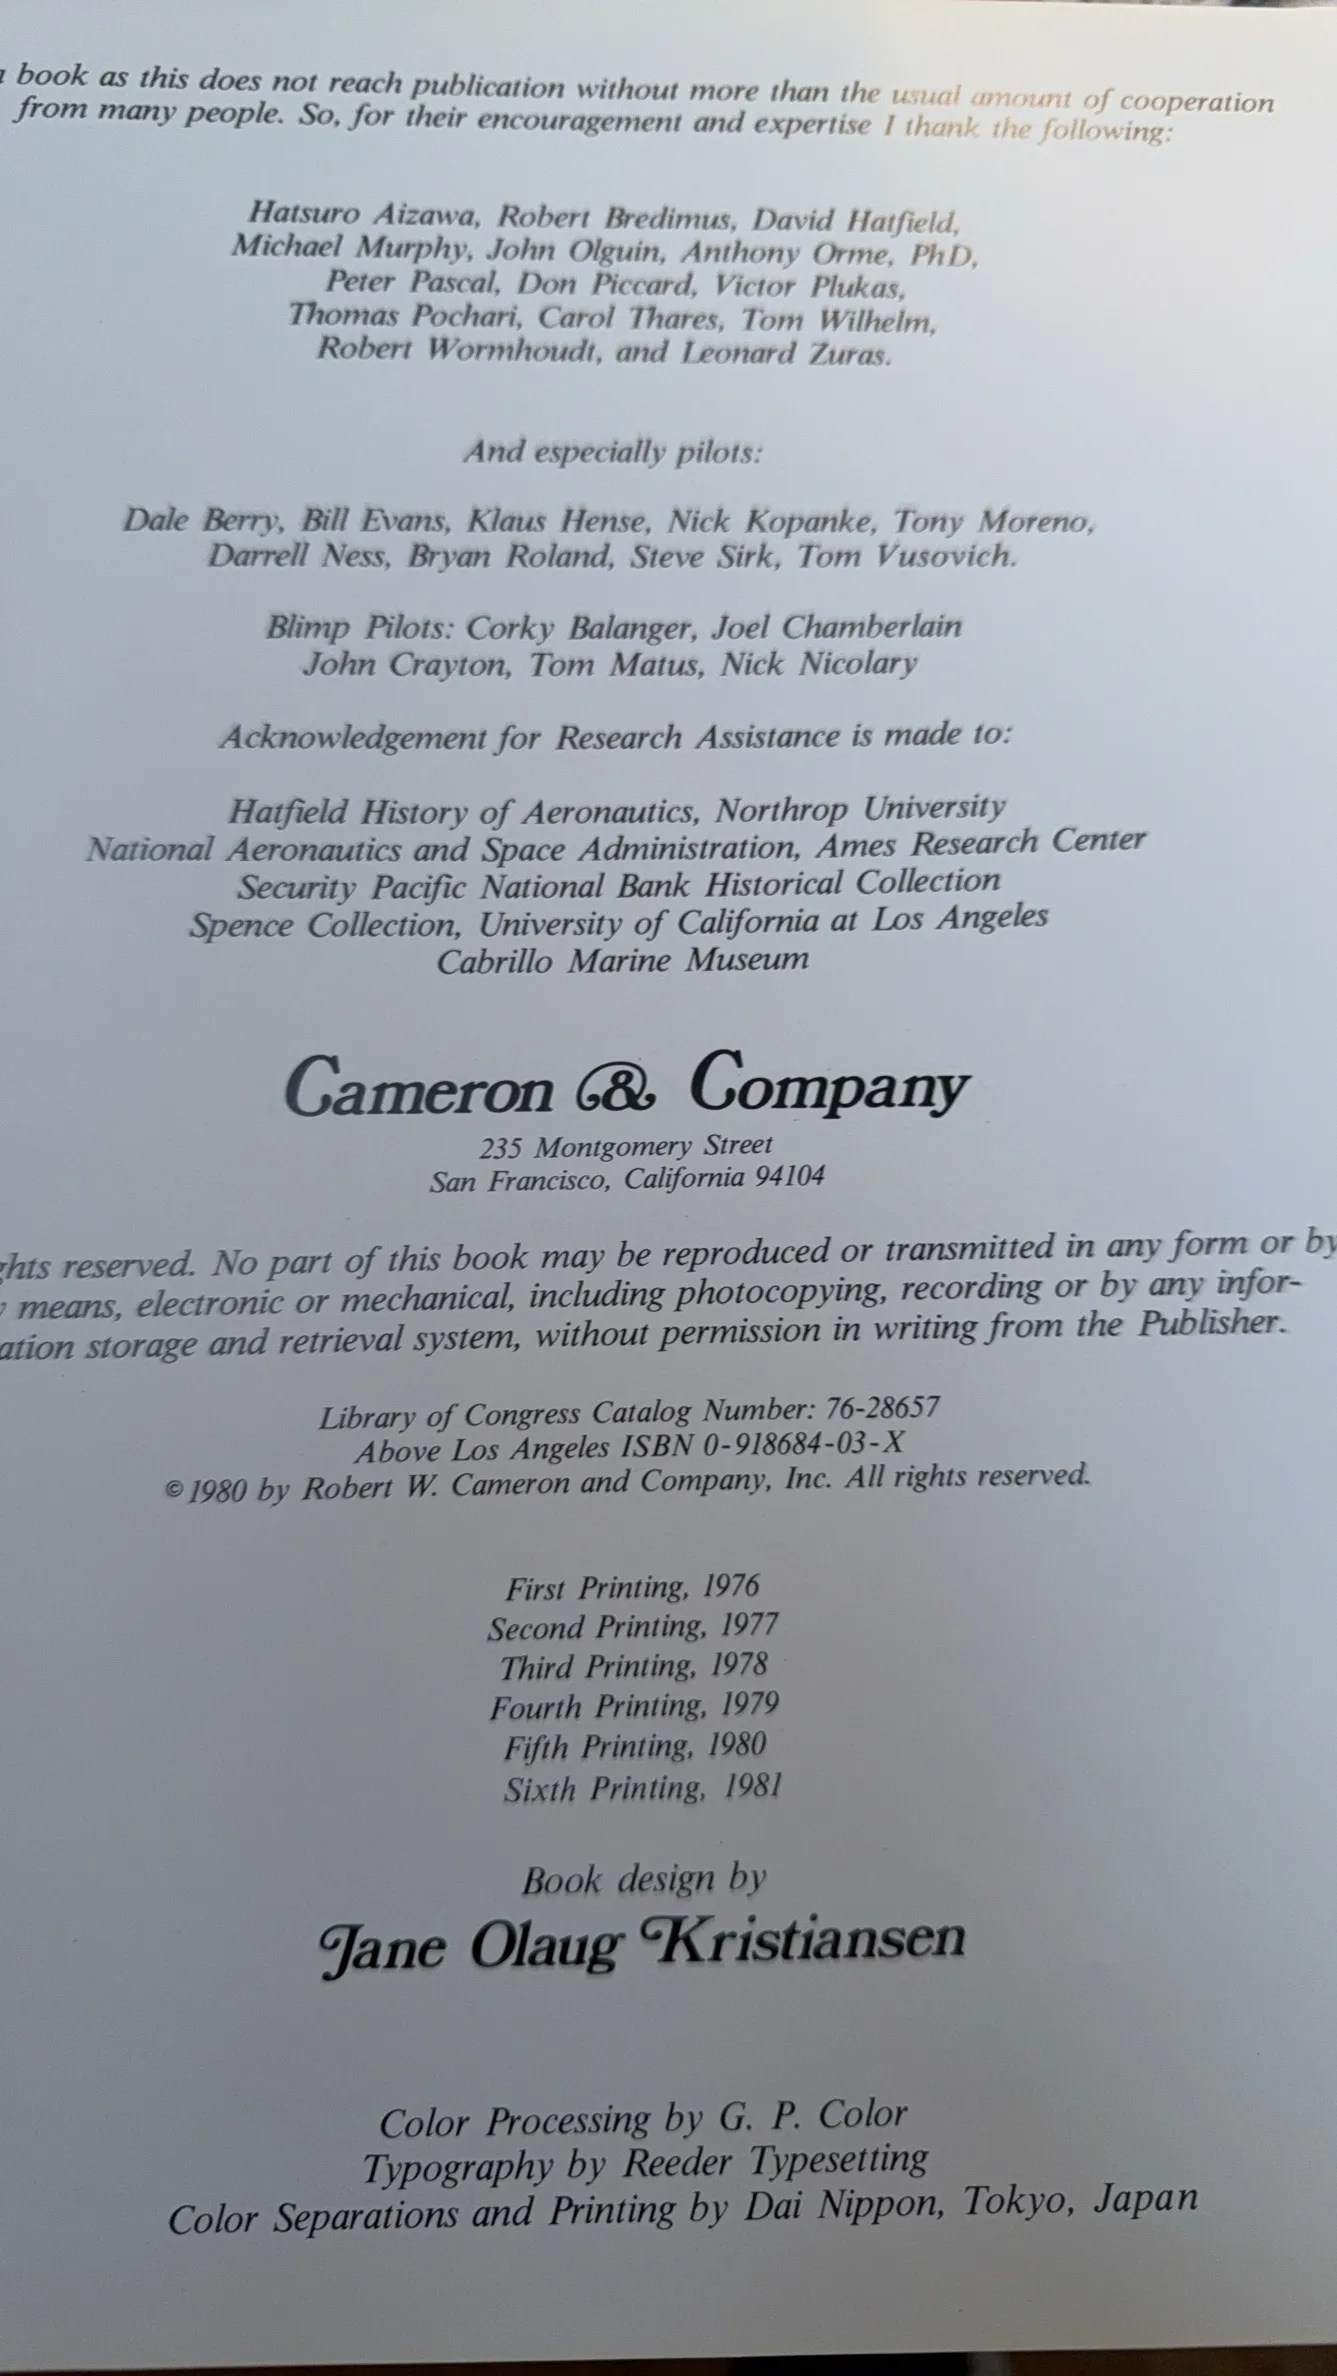 book as this does not reach publication without more than the usual amount of cooperation
from many people. So, for their encouragement and expertise I thank the following:
Hatsuro Aizawa, Robert Bredimus, David Hatfield,
Michael Murphy, John Olguin, Anthony Orme, PhD,
Peter Pascal, Don Piccard, Victor Plukas,
Thomas Pochari, Carol Thares, Tom Wilhelm,
Robert Wormhoudt, and Leonard Zuras.
And especially pilots:
Dale Berry, Bill Evans, Klaus Hense, Nick Kopanke, Tony Moreno,
Darrell Ness, Bryan Roland, Steve Sirk, Tom Vusovich.
Blimp Pilots: Corky Balanger, Joel Chamberlain
John Crayton, Tom Matus, Nick Nicolary
Acknowledgement for Research Assistance is made to:
Hatfield History of Aeronautics, Northrop University
National Aeronautics and Space Administration, Ames Research Center
Security Pacific National Bank Historical Collection
Spence Collection, University of California at Los Angeles
Cabrillo Marine Museum
Cameron & Company
235 Montgomery Street
San Francisco, California 94104
ghts reserved. No part of this book may be reproduced or transmitted in any form or by
means, electronic or mechanical, including photocopying, recording or by any infor-
ation storage and retrieval system, without permission in writing from the Publisher.
Library of Congress Catalog Number: 76-28657
Above Los Angeles ISBN 0-918684-03-X
©1980 by Robert W. Cameron and Company, Inc. All rights reserved.
First Printing, 1976
Second Printing, 1977
Third Printing, 1978
Fourth Printing, 1979
Fifth Printing, 1980
Sixth Printing, 1981
Book design by
Jane Olaug Kristiansen
Color Processing by G. P. Color
Typography by Reeder Typesetting
Color Separations and Printing by Dai Nippon, Tokyo, Japan